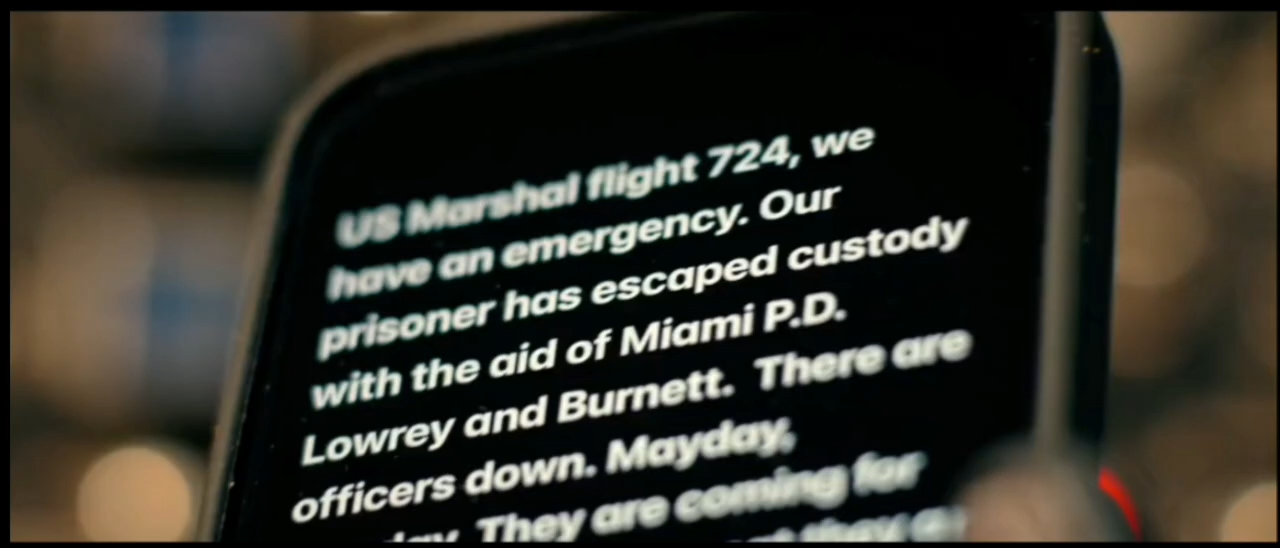 US Marshal flight 724, we
have an emergency. Our
prisoner has escaped custody
with the aid of Miami P.D.
Lowrey and Burnett. There are
officers down. Mayday,
They are coming for
they